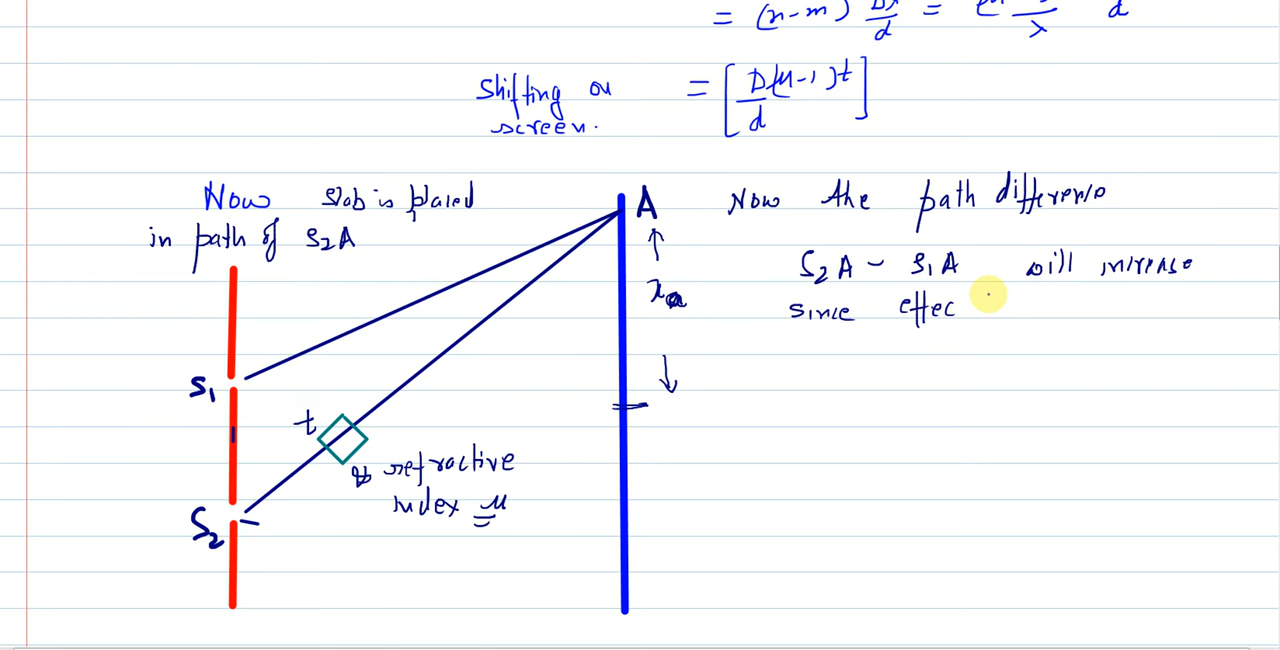 = (n-m) Dλ/d = λ d
Shifting on = [D(μ-1)t/d]
screen.
Now slab is placed
in path of S2A
A
Now the path difference
S2A - S1A will increase
since effec
x
S1
t
refractive
index μ
S2